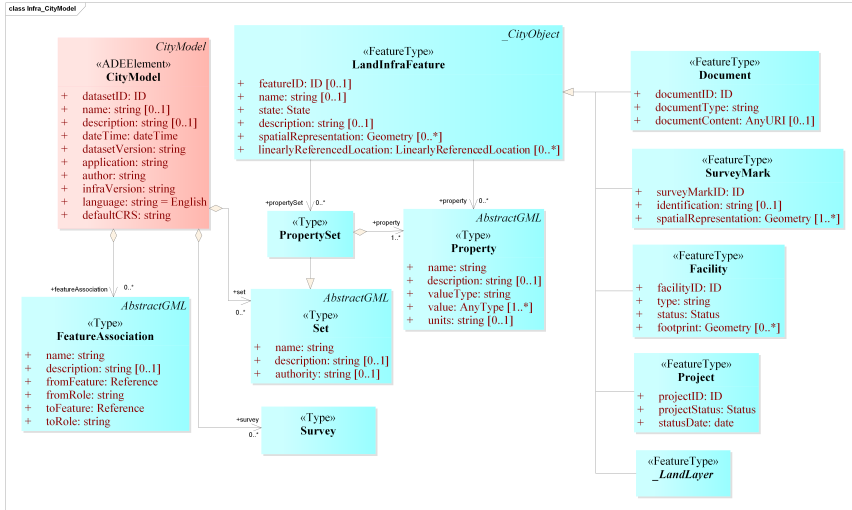 class Infra_CityModel
CityModel
«ADEElement»
CityModel
+ datasetID: ID
+ name: string [0..1]
+ description: string [0..1]
+ dateTime: dateTime
+ datasetVersion: string
+ application: string
+ author: string
+ infraVersion: string
+ language: string = English
+ defaultCRS: string
_CityObject
«FeatureType»
LandInfraFeature
+ featureID: ID [0..1]
+ name: string [0..1]
+ state: State
+ description: string [0..1]
+ spatialRepresentation: Geometry [0..*]
+ linearlyReferencedLocation: LinearlyReferencedLocation [0..*]
«FeatureType»
Document
+ documentID: ID
+ documentType: string
+ documentContent: AnyURI [0..1]
«FeatureType»
SurveyMark
+ surveyMarkID: ID
+ identification: string [0..1]
+ spatialRepresentation: Geometry [1..*]
«FeatureType»
Facility
+ facilityID: ID
+ type: string
+ status: Status
+ footprint: Geometry [0..*]
«FeatureType»
Project
+ projectID: ID
+ projectStatus: Status
+ statusDate: date
«FeatureType»
_LandLayer
+propertySet 0..*
+property 0..*
«Type»
PropertySet
+property
1..*
AbstractGML
«Type»
Property
+ name: string
+ description: string [0..1]
+ valueType: string
+ value: AnyType [1..*]
+ units: string [0..1]
+featureAssociation 0..*
AbstractGML
«Type»
FeatureAssociation
+ name: string
+ description: string [0..1]
+ fromFeature: Reference
+ fromRole: string
+ toFeature: Reference
+ toRole: string
+set
0..*
AbstractGML
«Type»
Set
+ name: string
+ description: string [0..1]
+ authority: string [0..1]
+survey
0..*
«Type»
Survey